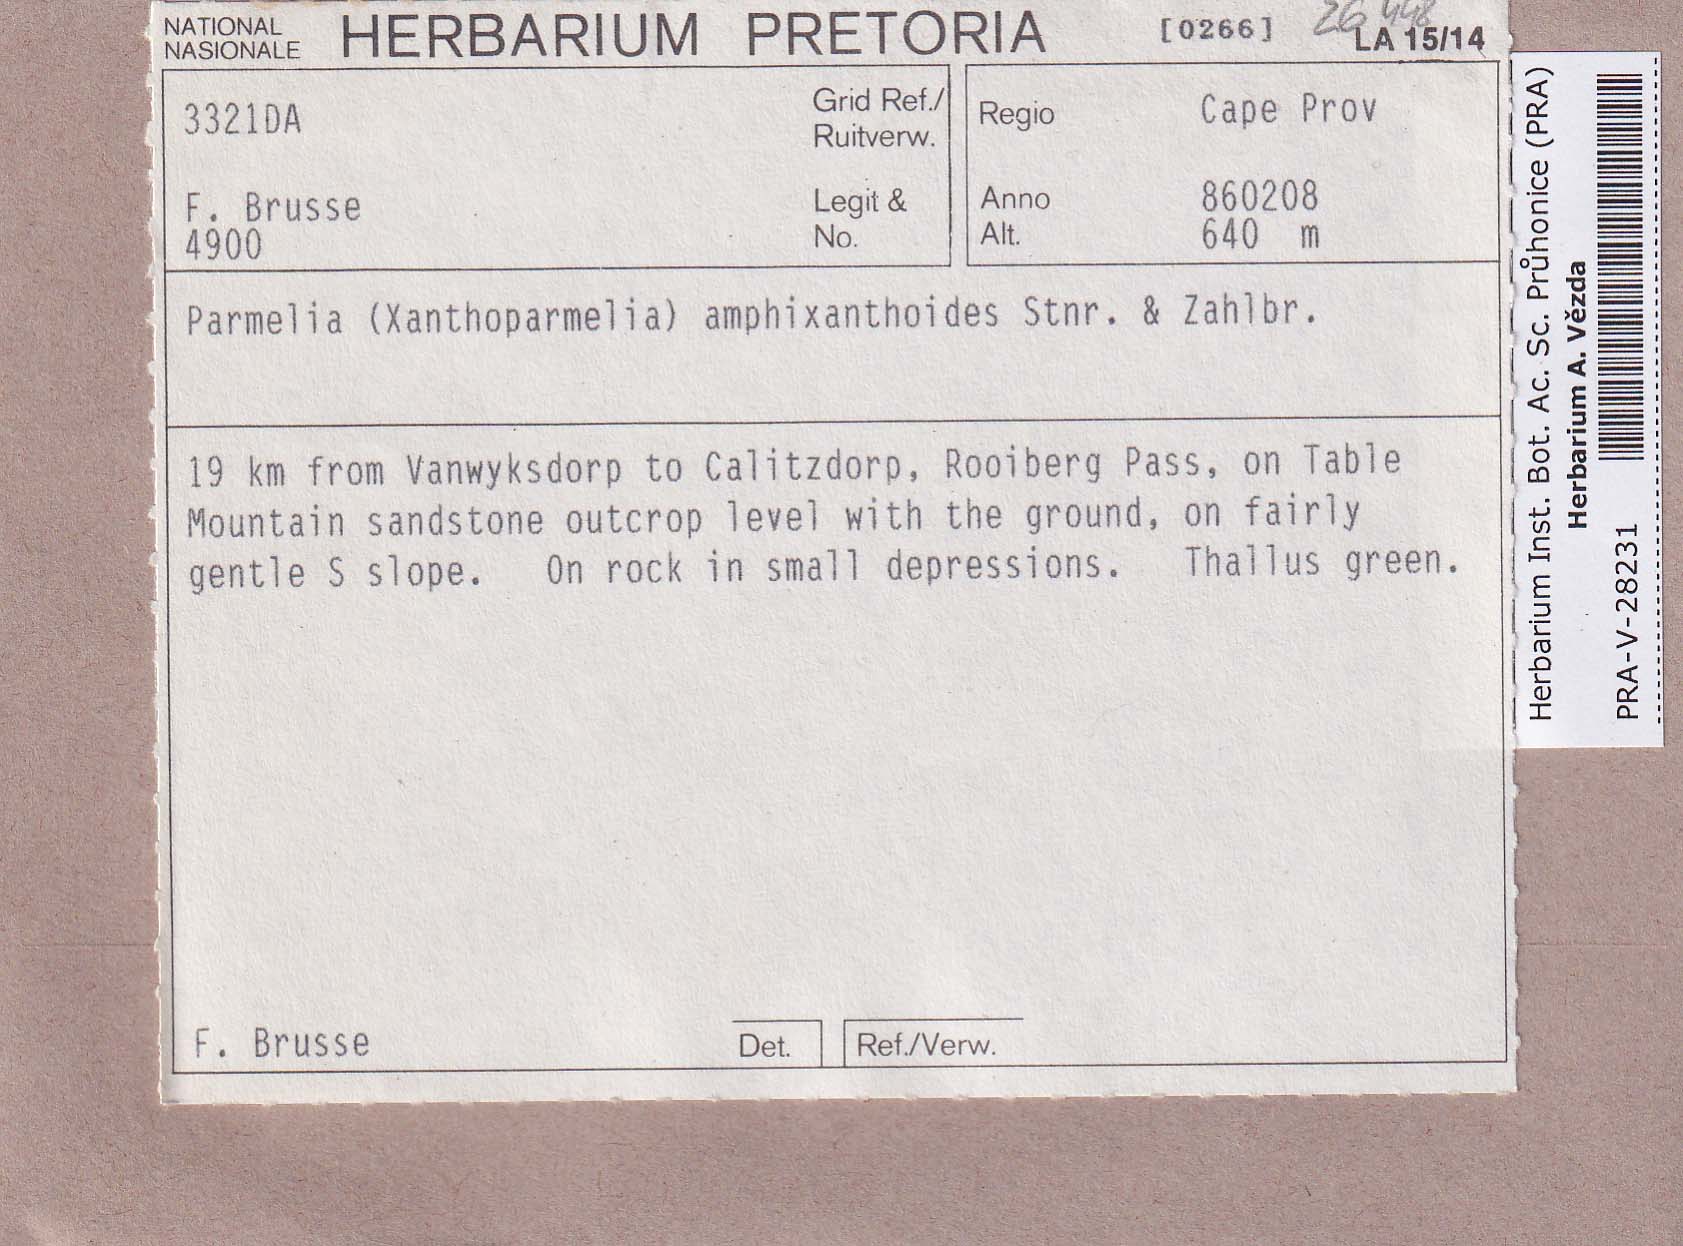 NATIONAL
NASIONALE
HERBARIUM PRETORIA
[0266]
26 448
LA 15/14
3321DA
Grid Ref./
Ruitverw.
Regio
Cape Prov
F. Brusse
Legit &
Anno
860208
4900
No.
Alt.
640 m
Parmelia (Xanthoparmelia) amphixanthoides Stnr. & Zahlbr.
19 km from Vanwyksdorp to Calitzdorp, Rooiberg Pass, on Table
Mountain sandstone outcrop level with the ground, on fairly
gentle S slope. On rock in small depressions. Thallus green.
F. Brusse
Det.
Ref./Verw.
Herbarium Inst. Bot. Ac. Sc. Průhonice (PRA)
Herbarium A. Vězda
PRA-V-28231